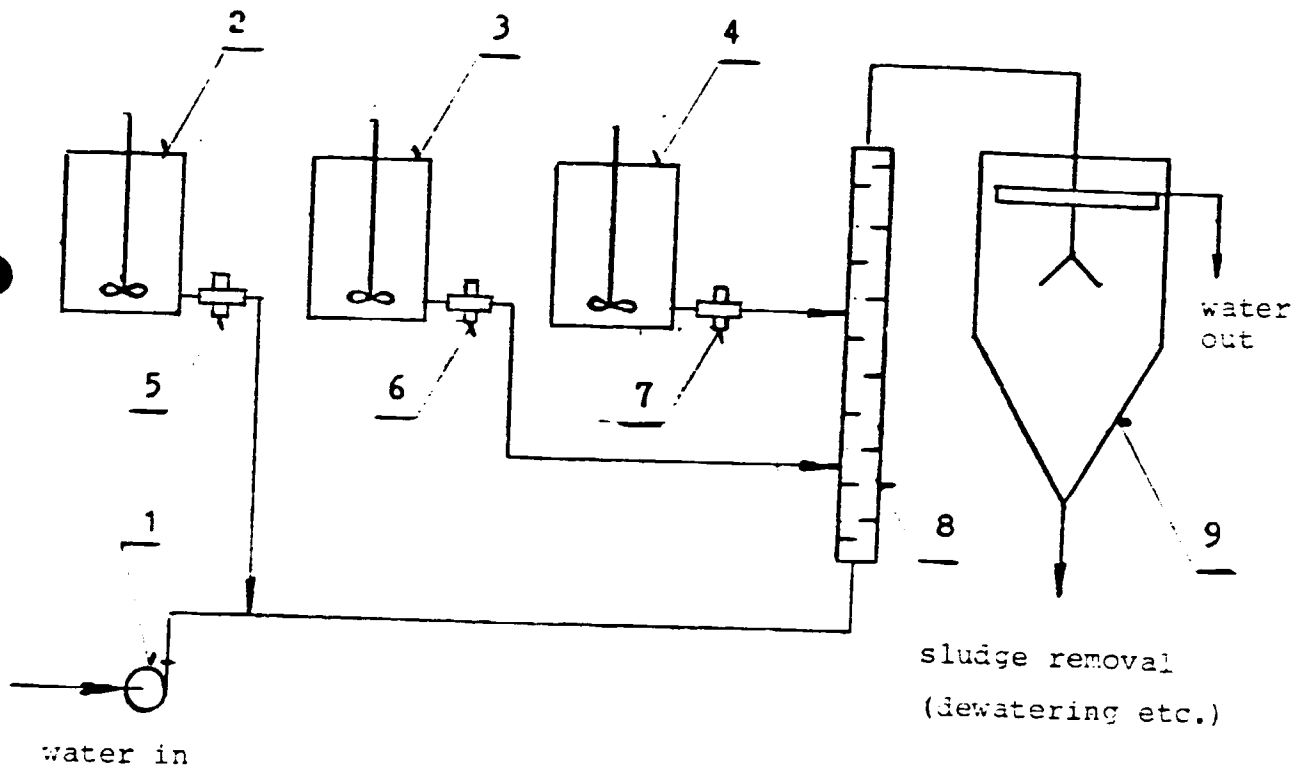 2
3
4
5
6
7
1
8
9
water
out
water in
sludge removal
(dewatering etc.)